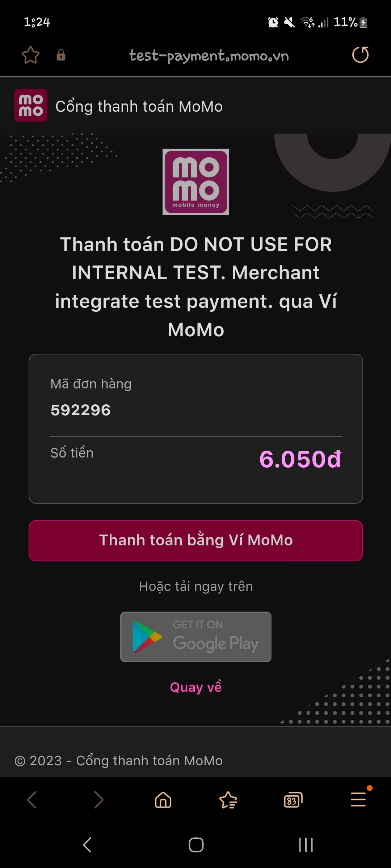 1:24
11%
test-payment.momo.vn
mo
mo
Cổng thanh toán MoMo
mo
mo
mobile money
Thanh toán DO NOT USE FOR
INTERNAL TEST. Merchant
integrate test payment. qua Ví
MoMo
Mã đơn hàng
592296
Số tiền
6.050đ
Thanh toán bằng Ví MoMo
Hoặc tải ngay trên
GET IT ON
Google Play
Quay về
© 2023 - Cổng thanh toán MoMo
83